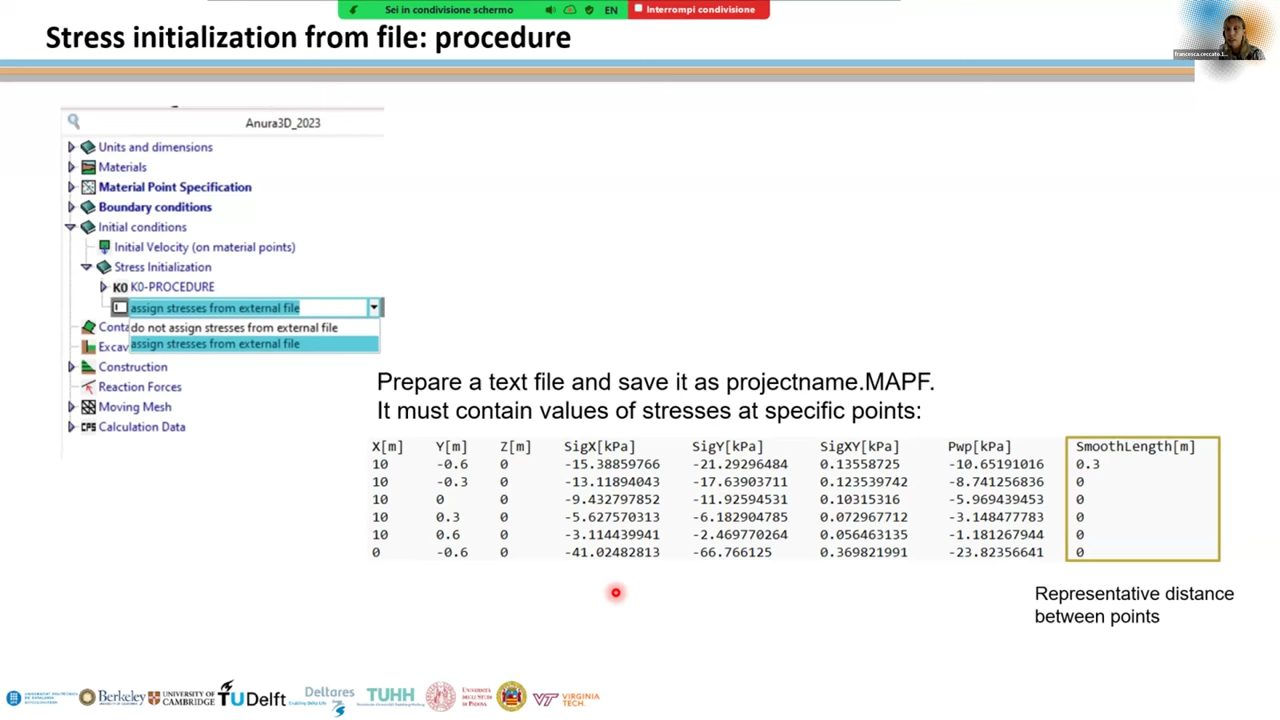 Sei in condivisione schermo EN Interrompi condivisione
Stress initialization from file: procedure
Anura3D_2023
Units and dimensions
Materials
Material Point Specification
Boundary conditions
Initial conditions
Initial Velocity (on material points)
Stress Initialization
K0 K0-PROCEDURE
assign stresses from external file
do not assign stresses from external file
assign stresses from external file
Construction
Reaction Forces
Moving Mesh
CPS Calculation Data
Prepare a text file and save it as projectname.MAPF.
It must contain values of stresses at specific points:
X[m] Y[m] Z[m] SigX[kPa] SigY[kPa] SigXY[kPa] Pwp[kPa] SmoothLength[m]
10 -0.6 0 -15.38859766 -21.29296484 0.13558725 -10.65191016 0.3
10 -0.3 0 -13.11894043 -17.63903711 0.123539742 -8.741256836 0
10 0 0 -9.432797852 -11.92594531 0.10315316 -5.969439453 0
10 0.3 0 -5.627570313 -6.182904785 0.072967712 -3.148477783 0
10 0.6 0 -3.114439941 -2.469770264 0.056463135 -1.181267944 0
0 -0.6 0 -41.02482813 -66.766125 0.369821991 -23.82356641 0
Representative distance
between points
Berkeley
UNIVERSITY OF
CAMBRIDGE
TUDelft
Deltares
TUHH
UNIVERSITÀ
DEGLI STUDI
DI PADOVA
VIRGINIA
TECH